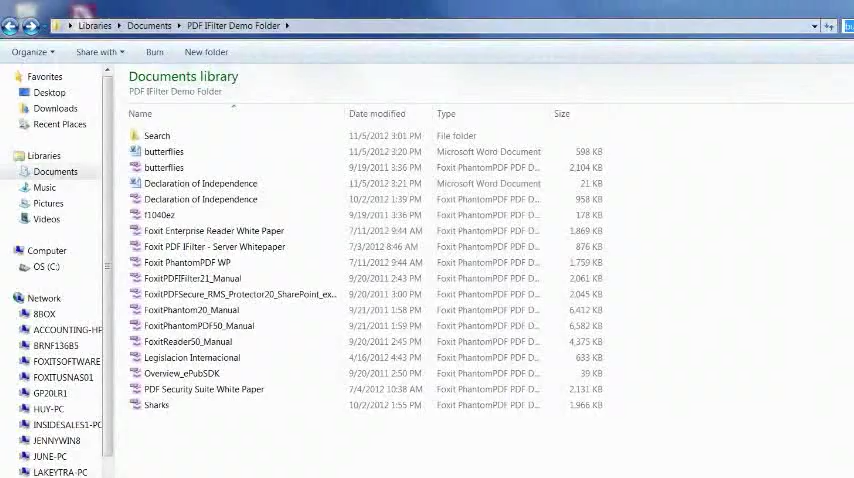 Libraries Documents PDF IFilter Demo Folder
Organize Share with Burn New folder
Favorites
Desktop
Downloads
Recent Places
Libraries
Documents
Music
Pictures
Videos
Computer
OS (C:)
Network
8BOX
ACCOUNTING-HP
BRNF136B5
FOXITSOFTWARE
FOXITUSNAS01
GP20LR1
HUY-PC
INSIDESALES1-PC
JENNYWIN8
JUNE-PC
LAKEYTRA-PC
Documents library
PDF IFilter Demo Folder
Name Date modified Type Size
Search 11/5/2012 3:01 PM File folder
butterflies 11/5/2012 3:20 PM Microsoft Word Document 598 KB
butterflies 9/19/2011 3:36 PM Foxit PhantomPDF PDF D... 2,104 KB
Declaration of Independence 11/5/2012 3:21 PM Microsoft Word Document 21 KB
Declaration of Independence 10/2/2012 1:39 PM Foxit PhantomPDF PDF D... 958 KB
f1040ez 9/19/2011 3:36 PM Foxit PhantomPDF PDF D... 178 KB
Foxit Enterprise Reader White Paper 7/11/2012 9:44 AM Foxit PhantomPDF PDF D... 1,869 KB
Foxit PDF IFilter - Server Whitepaper 7/3/2012 8:46 AM Foxit PhantomPDF PDF D... 876 KB
Foxit PhantomPDF WP 7/11/2012 9:44 AM Foxit PhantomPDF PDF D... 1,759 KB
FoxitPDFIFilter21_Manual 9/20/2011 2:43 PM Foxit PhantomPDF PDF D... 2,061 KB
FoxitPDFSecure_RMS_Protector20_SharePoint_ex... 9/20/2011 3:00 PM Foxit PhantomPDF PDF D... 2,045 KB
FoxitPhantom20_Manual 9/21/2011 1:58 PM Foxit PhantomPDF PDF D... 6,412 KB
FoxitPhantomPDF50_Manual 9/21/2011 1:59 PM Foxit PhantomPDF PDF D... 6,582 KB
FoxitReader50_Manual 9/20/2011 2:45 PM Foxit PhantomPDF PDF D... 4,375 KB
Legislacion Internacional 4/16/2012 4:43 PM Foxit PhantomPDF PDF D... 633 KB
Overview_ePubSDK 9/20/2011 2:50 PM Foxit PhantomPDF PDF D... 39 KB
PDF Security Suite White Paper 7/4/2012 10:38 AM Foxit PhantomPDF PDF D... 2,131 KB
Sharks 10/2/2012 1:55 PM Foxit PhantomPDF PDF D... 1,966 KB